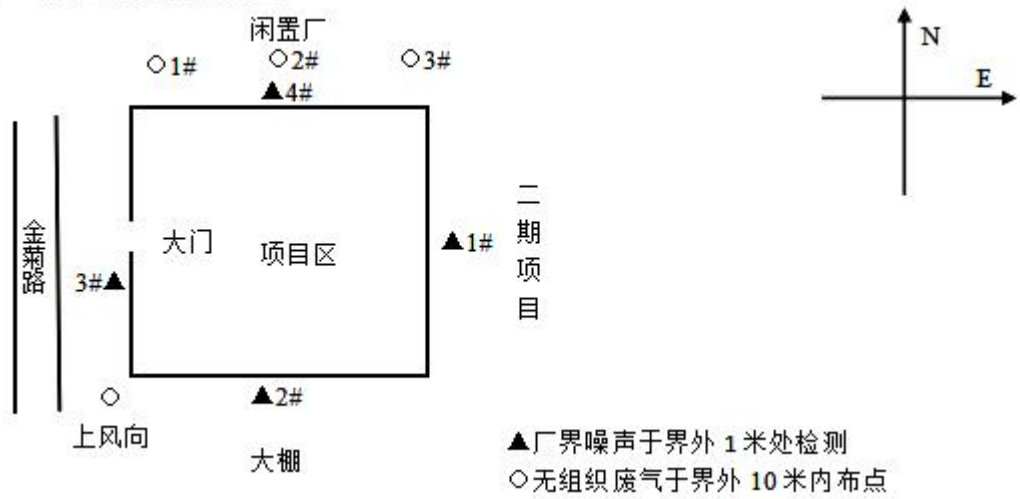 闲置厂
N
1#
2#
3#
4#
E
金菊路
大门
项目区
1#
二期项目
3#
2#
上风向
大棚
▲厂界噪声于界外 1 米处检测
○无组织废气于界外 10 米内布点